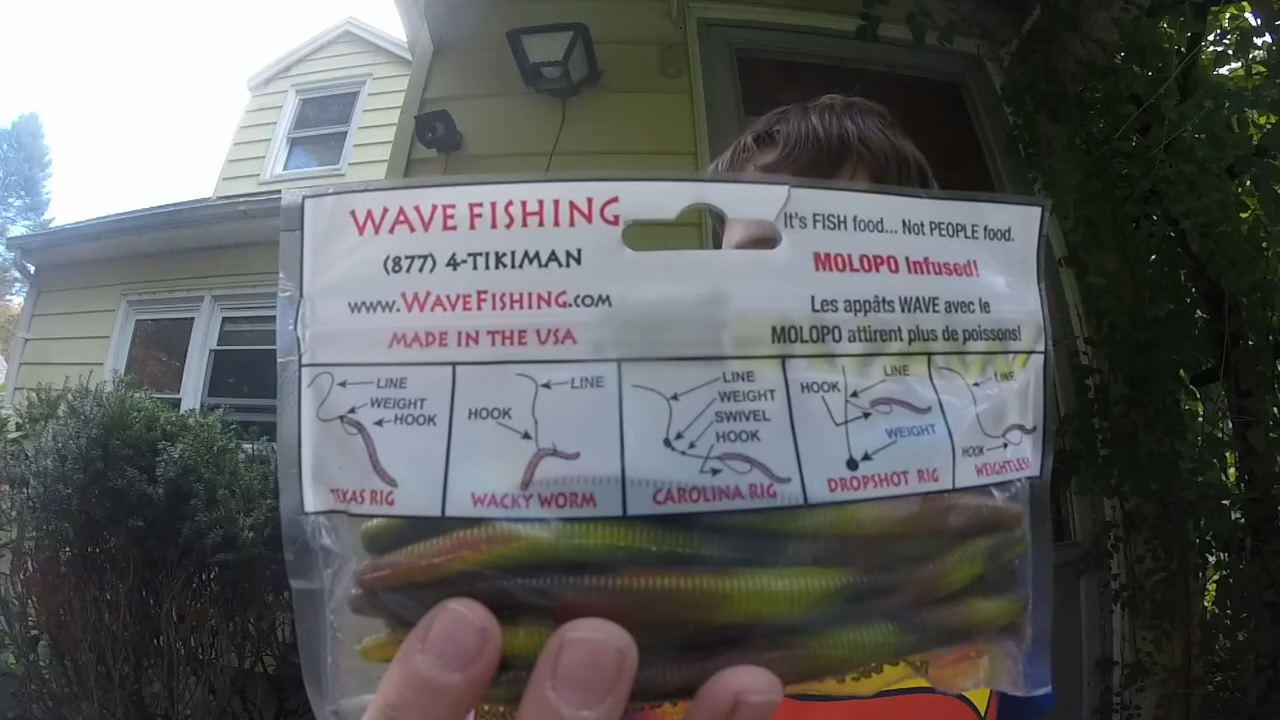 WAVE FISHING
(877) 4-TIKIMAN
www.WAVEFISHING.COM
MADE IN THE USA
It's FISH food... Not PEOPLE food.
MOLOPO Infused!
Les appâts WAVE avec le
MOLOPO attirent plus de poissons!
LINE
WEIGHT
HOOK
TEXAS RIG
LINE
HOOK
WACKY WORM
LINE
WEIGHT
SWIVEL
HOOK
CAROLINA RIG
LINE
HOOK
WEIGHT
DROPSHOT RIG
LINE
HOOK
WEIGHTLESS